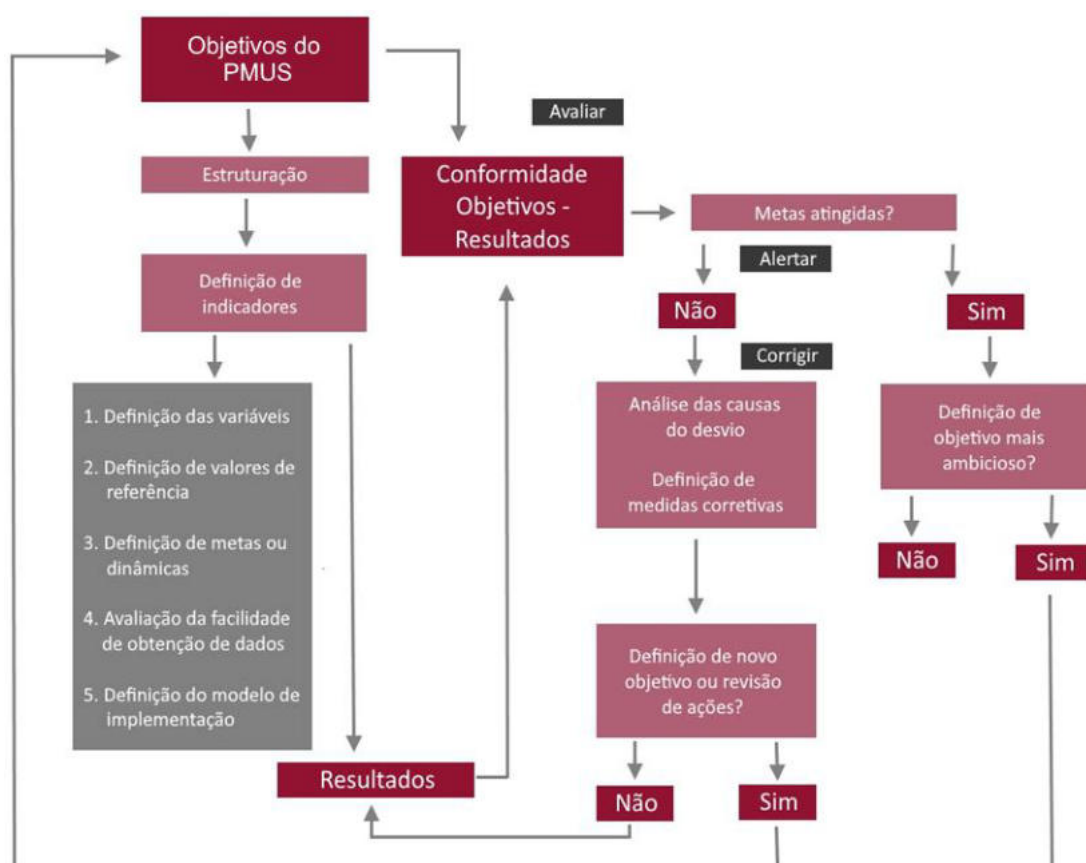 Objetivos do
PMUS
Estruturação
Definição de
indicadores
1. Definição das variáveis
2. Definição de valores de
referência
3. Definição de metas ou
dinâmicas
4. Avaliação da facilidade
de obtenção de dados
5. Definição do modelo de
implementação
Resultados
Avaliar
Conformidade
Objetivos -
Resultados
Metas atingidas?
Alertar
Não
Sim
Corrigir
Análise das causas
do desvio
Definição de
medidas corretivas
Definição de
objetivo mais
ambicioso?
Não
Sim
Definição de novo
objetivo ou revisão
de ações?
Não
Sim